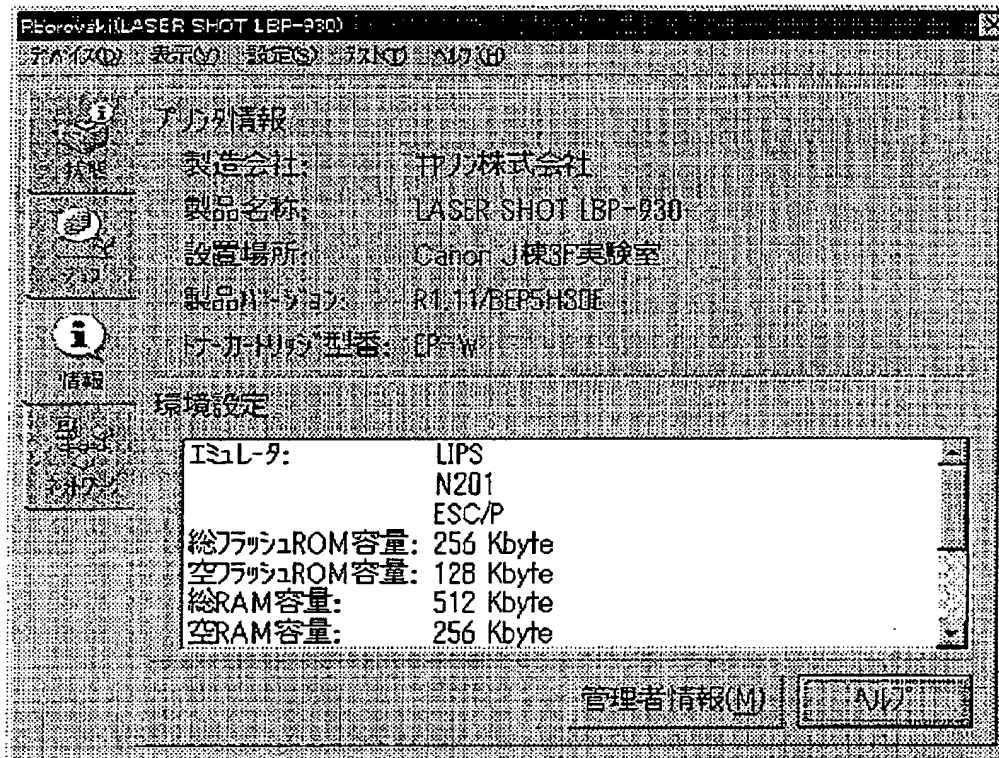 (LASER SHOT LBP-930)
デバイス(D) 表示(V) 設定(S) テスト(T) ヘルプ(H)
状態
プリンタ情報
製造会社: キヤノン株式会社
製品名称: LASER SHOT LBP-930
設置場所: Canon J棟3F実験室
ジョブ
製品バージョン: R1.11/BEP5H30E
トナーカートリッジ型番: EP-W
情報
環境設定
ネットワーク
エミュレータ: LIPS
N201
ESC/P
総フラッシュROM容量: 256 Kbyte
空フラッシュROM容量: 128 Kbyte
総RAM容量: 512 Kbyte
空RAM容量: 256 Kbyte
管理者情報(M) ヘルプ